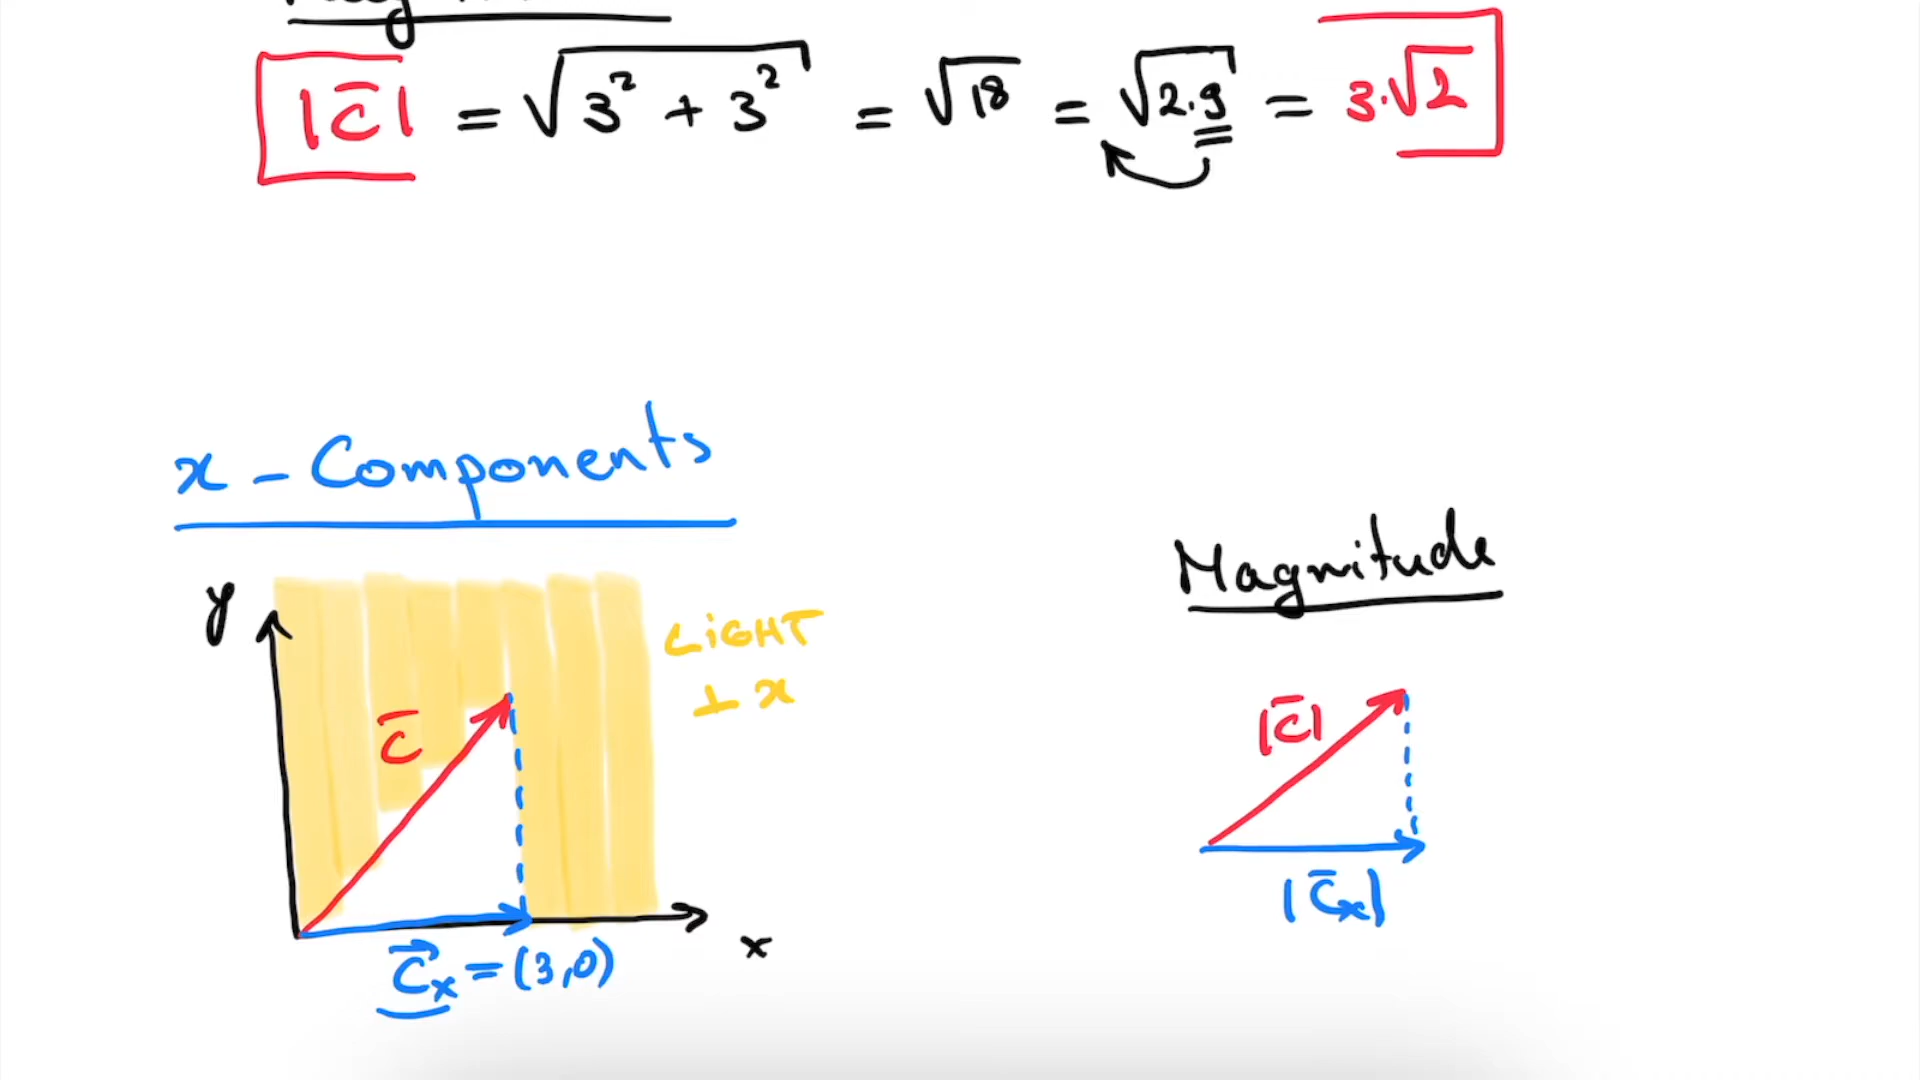 |c̄| = √3² + 3² = √18 = √2·9 = 3·√2
x - Components
Magnitude
y
LiGHT
⊥ x
c̄
|c̄|
|c̄ₓ|
x
c⃗ₓ = (3,0)